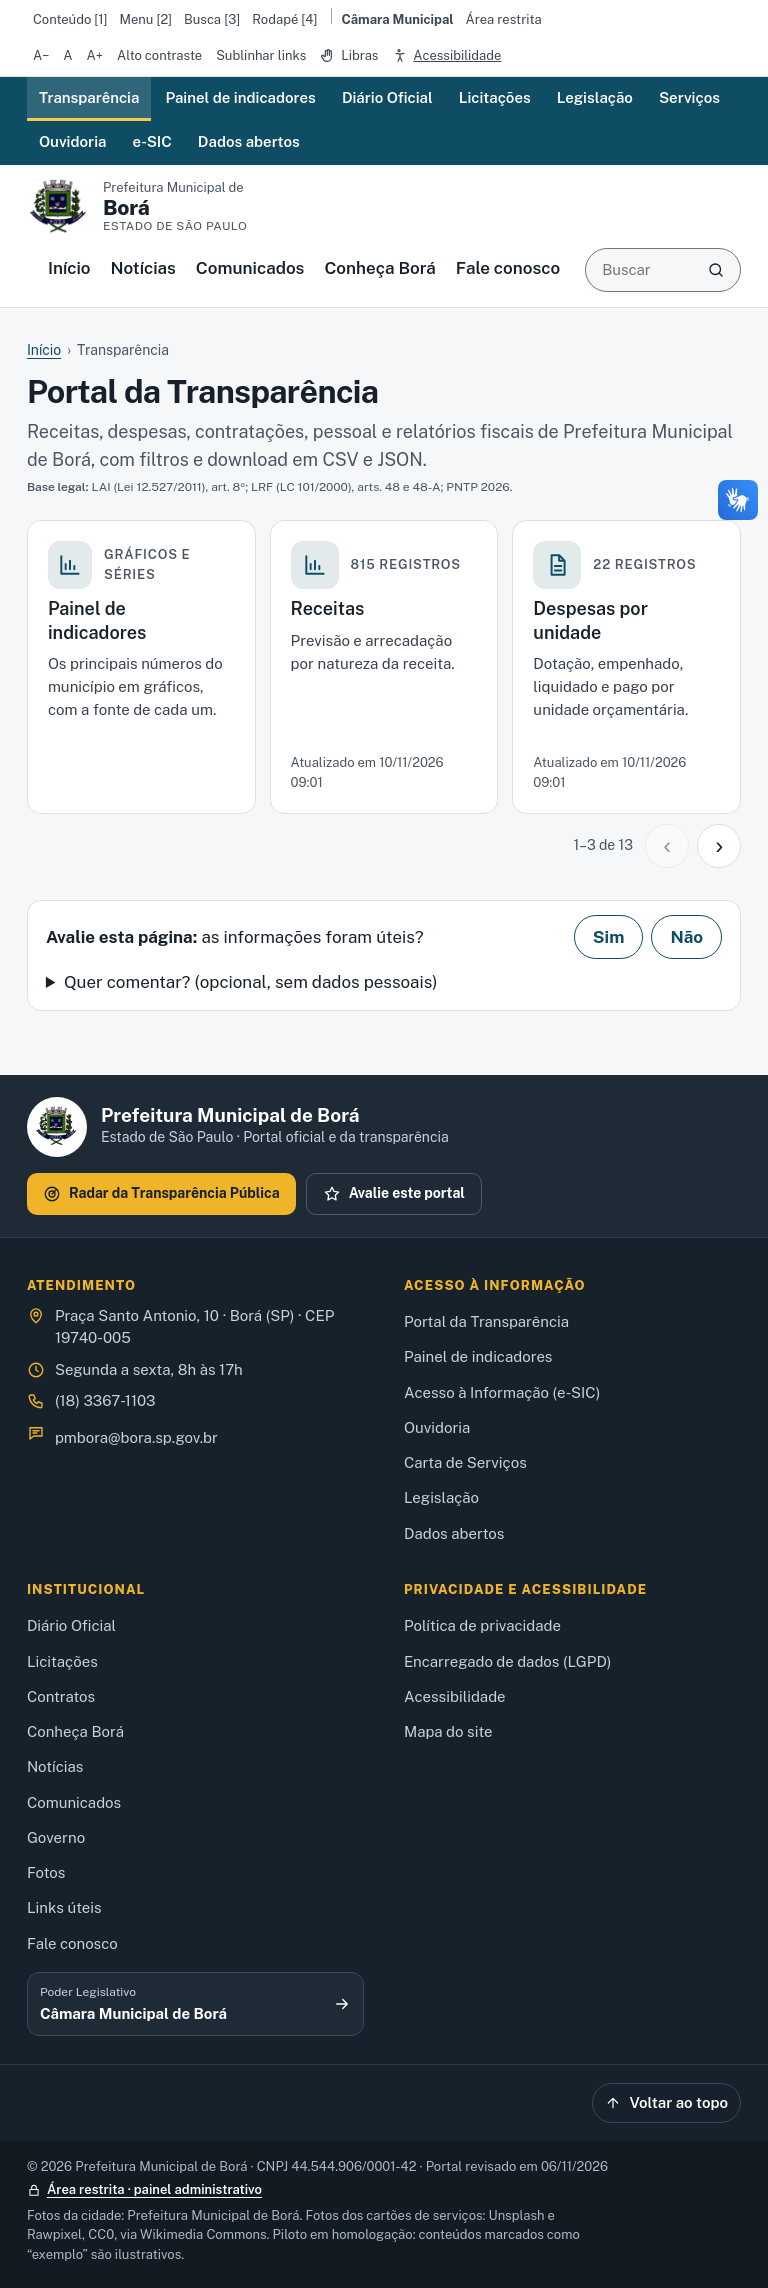 Conteúdo [1] Menu [2] Busca [3] Rodapé [4] Câmara Municipal Área restrita
A− A A+ Alto contraste Sublinhar links Libras Acessibilidade
Transparência Painel de indicadores Diário Oficial Licitações Legislação Serviços
Ouvidoria e-SIC Dados abertos
Prefeitura Municipal de
Borá
ESTADO DE SÃO PAULO
Início Notícias Comunicados Conheça Borá Fale conosco Buscar
Início › Transparência
Portal da Transparência
Receitas, despesas, contratações, pessoal e relatórios fiscais de Prefeitura Municipal
de Borá, com filtros e download em CSV e JSON.
Base legal: LAI (Lei 12.527/2011), art. 8º; LRF (LC 101/2000), arts. 48 e 48-A; PNTP 2026.
GRÁFICOS E
SÉRIES
Painel de
indicadores
Os principais números do
município em gráficos,
com a fonte de cada um.
815 REGISTROS
Receitas
Previsão e arrecadação
por natureza da receita.
Atualizado em 10/11/2026
09:01
22 REGISTROS
Despesas por
unidade
Dotação, empenhado,
liquidado e pago por
unidade orçamentária.
Atualizado em 10/11/2026
09:01
1–3 de 13 ‹ ›
Avalie esta página: as informações foram úteis? Sim Não
Quer comentar? (opcional, sem dados pessoais)
Prefeitura Municipal de Borá
Estado de São Paulo · Portal oficial e da transparência
Radar da Transparência Pública Avalie este portal
ATENDIMENTO
Praça Santo Antonio, 10 · Borá (SP) · CEP
19740-005
Segunda a sexta, 8h às 17h
(18) 3367-1103
pmbora@bora.sp.gov.br
ACESSO À INFORMAÇÃO
Portal da Transparência
Painel de indicadores
Acesso à Informação (e-SIC)
Ouvidoria
Carta de Serviços
Legislação
Dados abertos
INSTITUCIONAL
Diário Oficial
Licitações
Contratos
Conheça Borá
Notícias
Comunicados
Governo
Fotos
Links úteis
Fale conosco
Poder Legislativo
Câmara Municipal de Borá
PRIVACIDADE E ACESSIBILIDADE
Política de privacidade
Encarregado de dados (LGPD)
Acessibilidade
Mapa do site
Voltar ao topo
© 2026 Prefeitura Municipal de Borá · CNPJ 44.544.906/0001-42 · Portal revisado em 06/11/2026
Área restrita · painel administrativo
Fotos da cidade: Prefeitura Municipal de Borá. Fotos dos cartões de serviços: Unsplash e
Rawpixel, CC0, via Wikimedia Commons. Piloto em homologação: conteúdos marcados como
“exemplo” são ilustrativos.